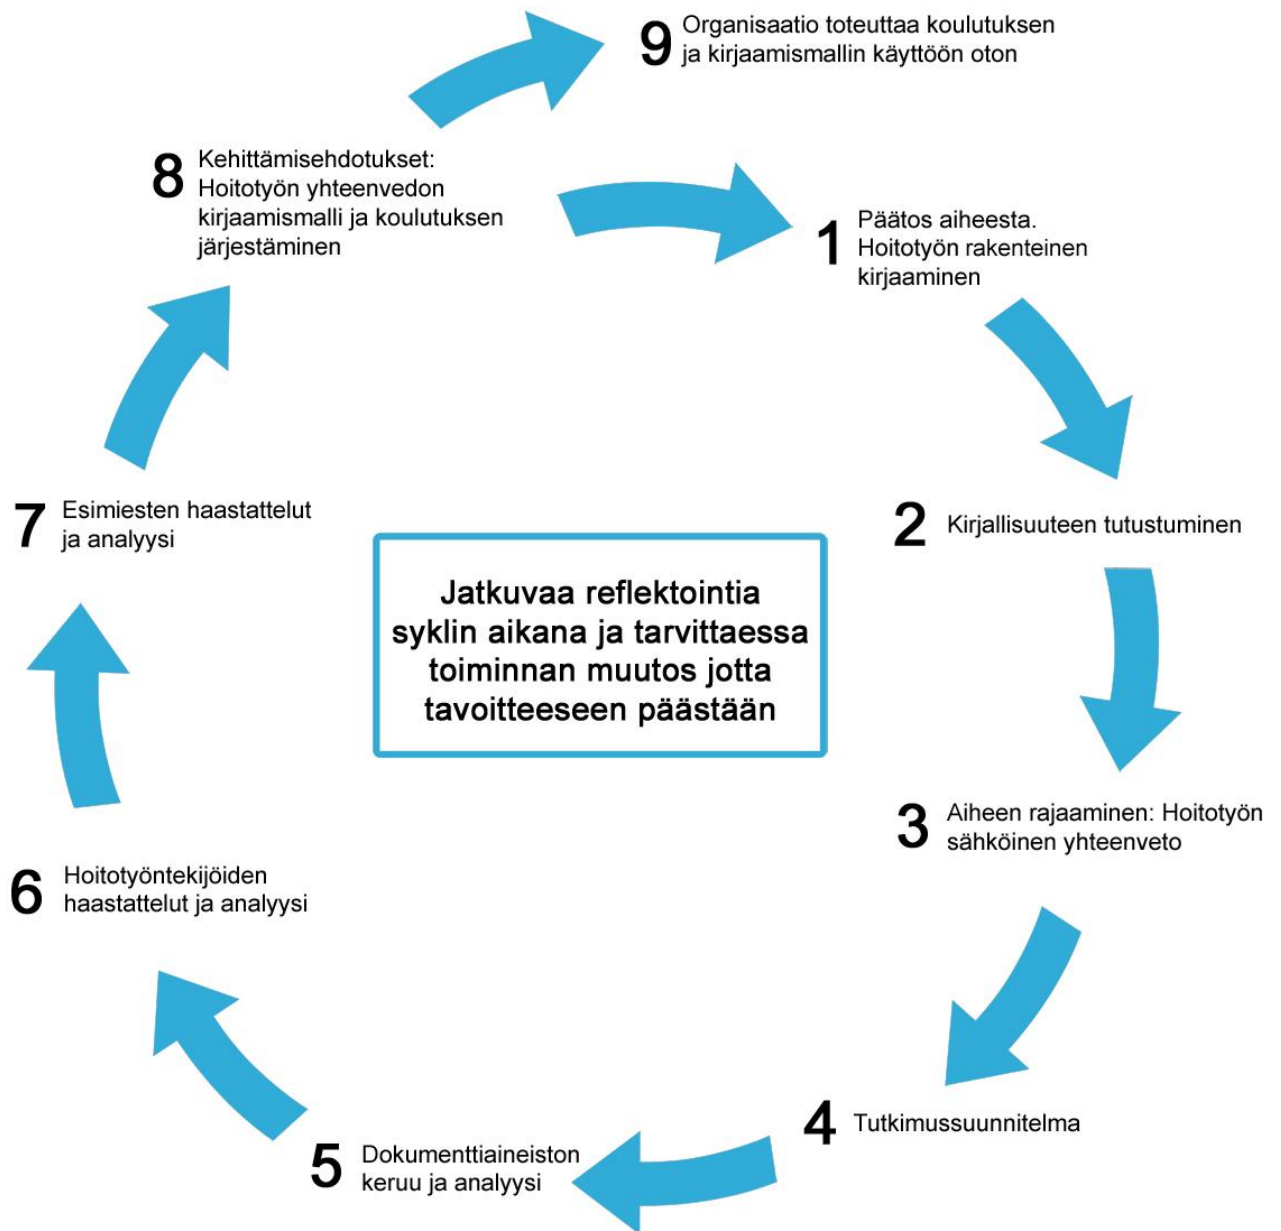 9 Organisaatio toteuttaa koulutuksen
ja kirjaamismallin käyttöön oton
8 Kehittämisehdotukset:
Hoitotyön yhteenvedon
kirjaamismalli ja koulutuksen
järjestäminen
1 Päätos aiheesta.
Hoitotyön rakenteinen
kirjaaminen
2 Kirjallisuuteen tutustuminen
3 Aiheen rajaaminen: Hoitotyön
sähköinen yhteenveto
4 Tutkimussuunnitelma
5 Dokumenttiaineiston
keruu ja analyysi
6 Hoitotyöntekijöiden
haastattelut ja analyysi
7 Esimiesten haastattelut
ja analyysi
Jatkuvaa reflektointia
syklin aikana ja tarvittaessa
toiminnan muutos jotta
tavoitteeseen päästään